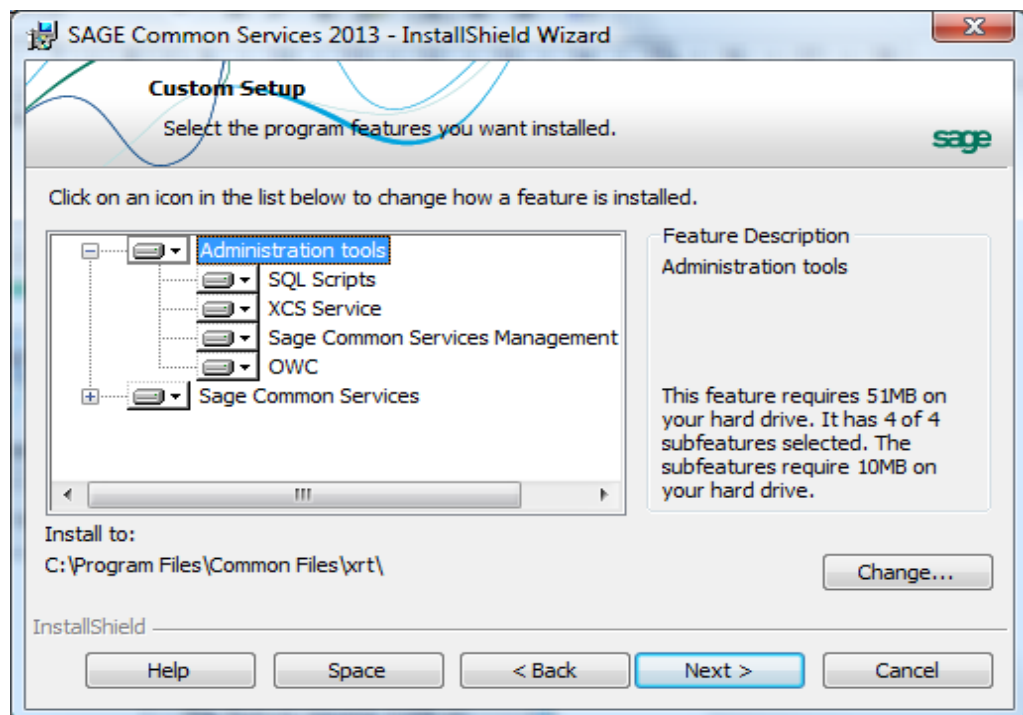 SAGE Common Services 2013 - InstallShield Wizard
Custom Setup
Select the program features you want installed.
sage
Click on an icon in the list below to change how a feature is installed.
Administration tools
SQL Scripts
XCS Service
Sage Common Services Management
OWC
Sage Common Services
Feature Description
Administration tools
This feature requires 51MB on
your hard drive. It has 4 of 4
subfeatures selected. The
subfeatures require 10MB on
your hard drive.
Install to:
C:\Program Files\Common Files\xrt\
Change...
InstallShield
Help
Space
< Back
Next >
Cancel